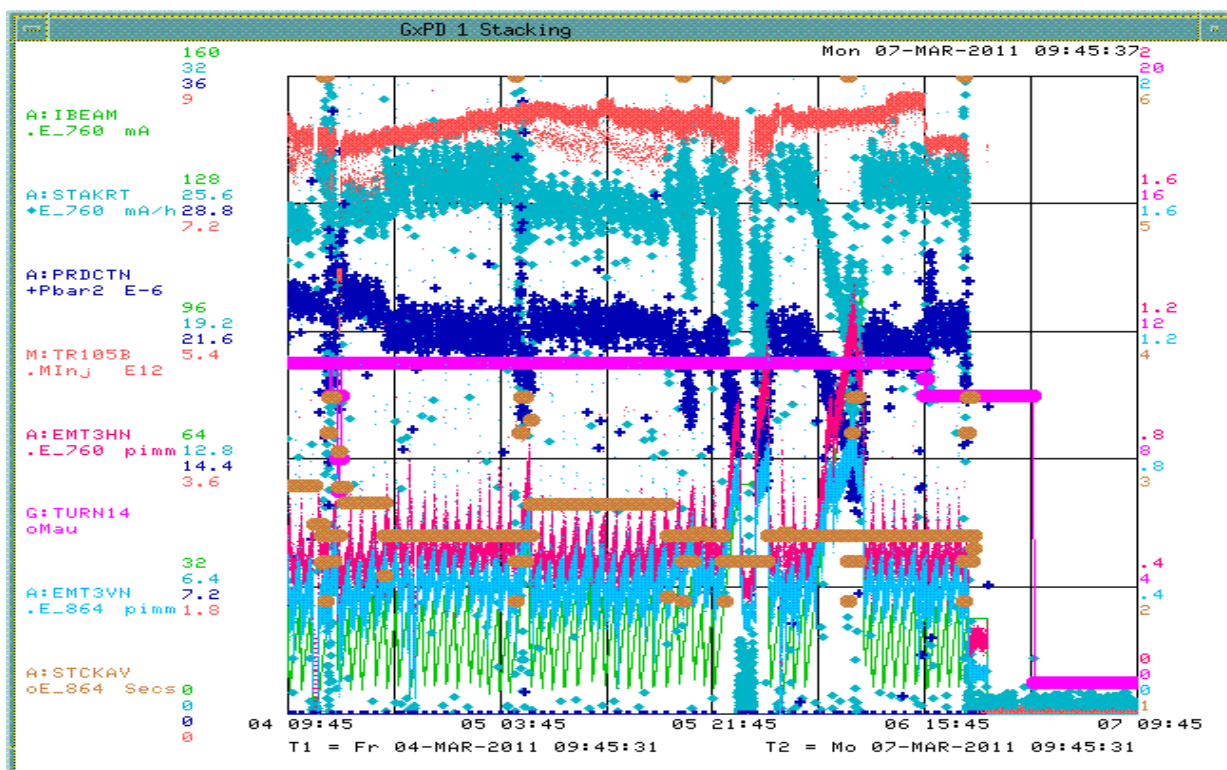 GxPD 1 Stacking
Mon 07-MAR-2011 09:45:37
160
32
36
9
2
20
2
6
A:IBEAM
.E_760 mA
A:STAKRT
+E_760 mA/h
128
25.6
28.8
7.2
1.6
16
1.6
5
A:PRDCTN
+Pbar2 E-6
96
19.2
21.6
5.4
1.2
12
1.2
4
M:TR105B
.MInj E12
A:EMT3HN
.E_760 pimm
64
12.8
14.4
3.6
.8
8
.8
3
G:TURN14
oMau
A:EMT3VN
.E_864 pimm
32
6.4
7.2
1.8
.4
4
.4
2
A:STCKAV
oE_864 Secs
0
0
0
0
0
0
0
1
04 09:45 05 03:45 05 21:45 06 15:45 07 09:45
T1 = Fr 04-MAR-2011 09:45:31 T2 = Mo 07-MAR-2011 09:45:31